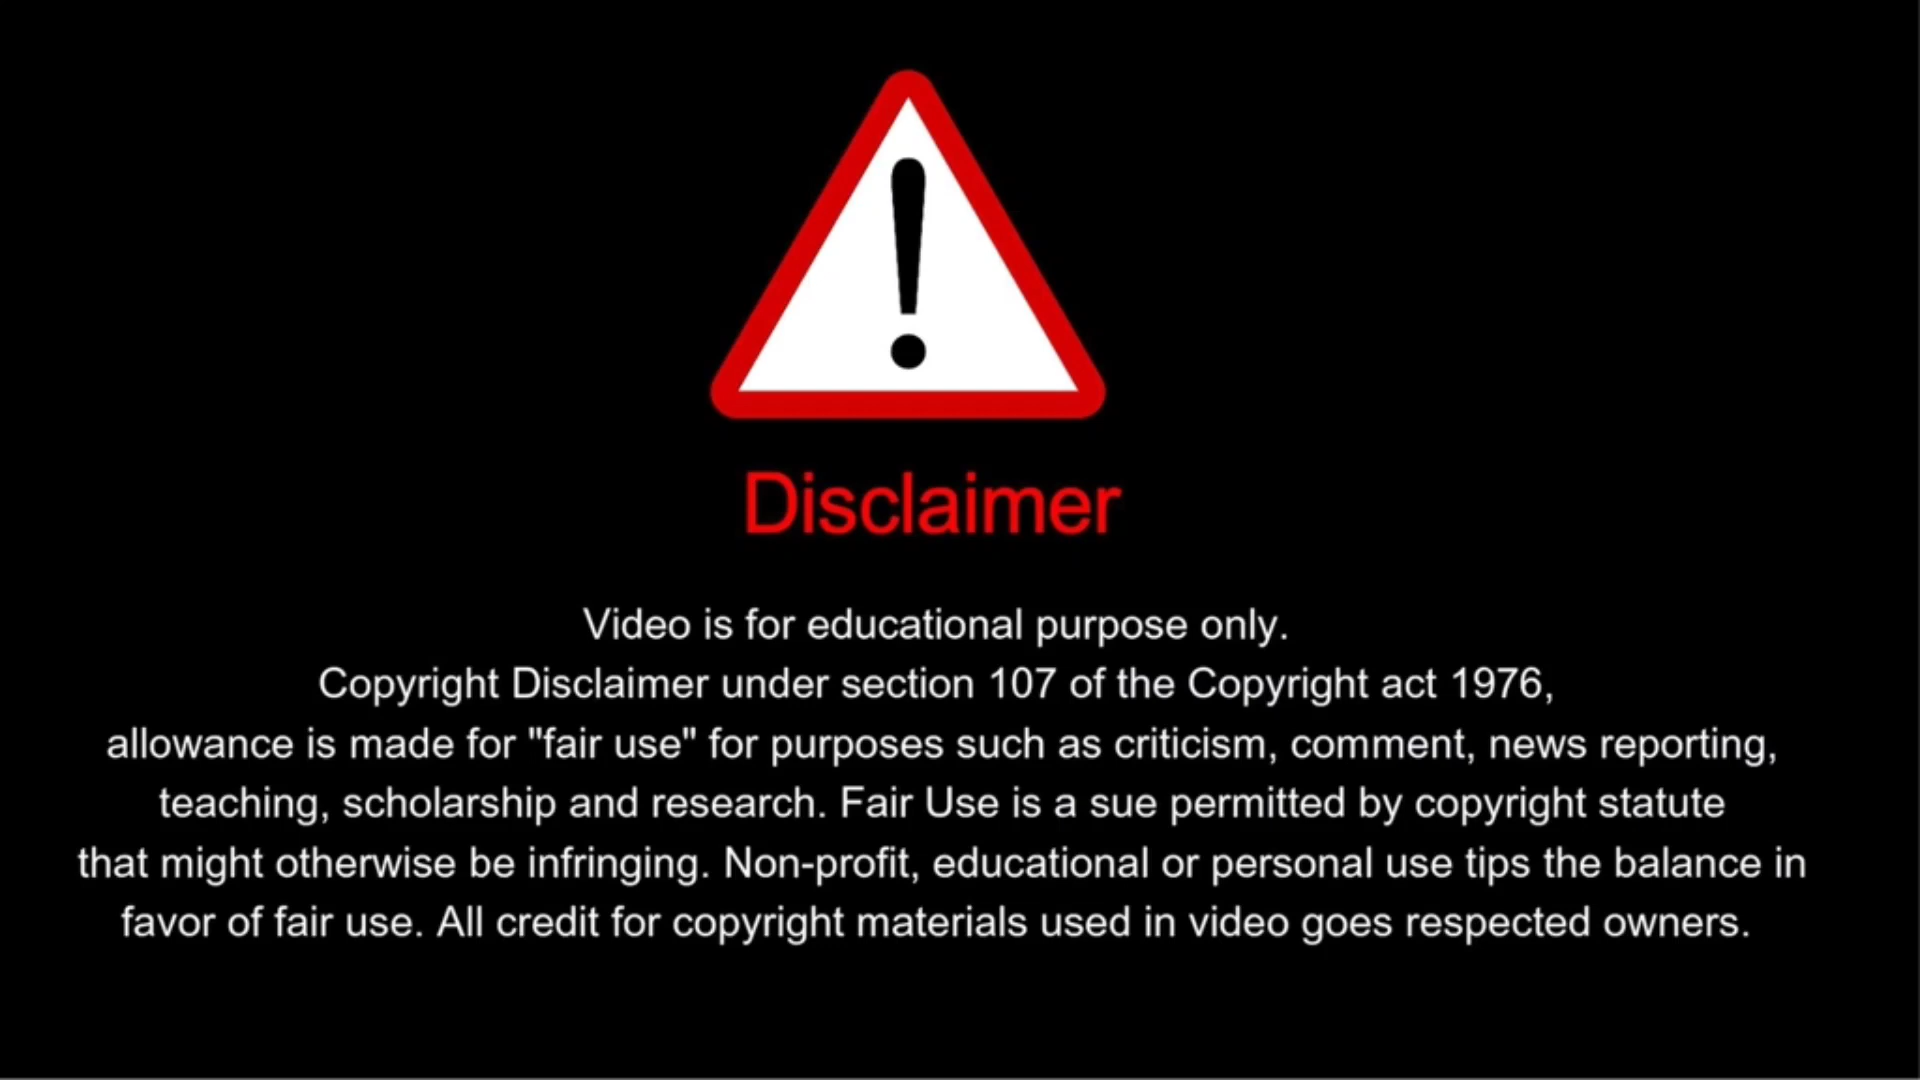 Disclaimer
Video is for educational purpose only.
Copyright Disclaimer under section 107 of the Copyright act 1976,
allowance is made for "fair use" for purposes such as criticism, comment, news reporting,
teaching, scholarship and research. Fair Use is a sue permitted by copyright statute
that might otherwise be infringing. Non-profit, educational or personal use tips the balance in
favor of fair use. All credit for copyright materials used in video goes respected owners.